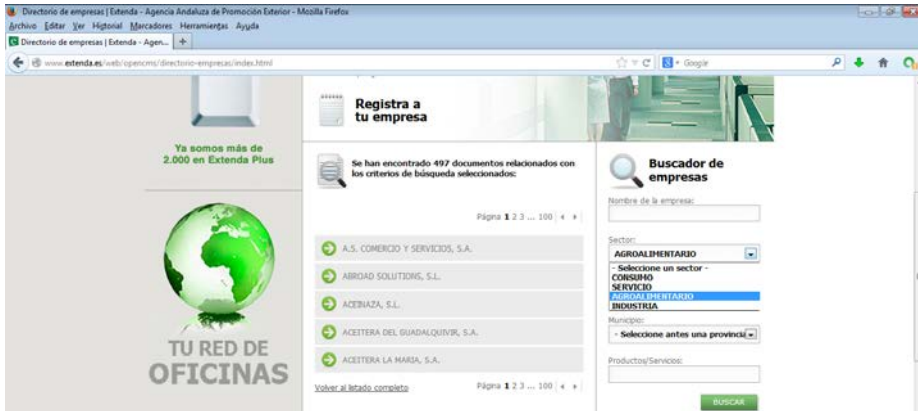 Directorio de empresas | Extenda - Agencia Andaluza de Promoción Exterior - Mozilla Firefox
Archivo Editar Ver Historial Marcadores Herramientas Ayuda
Directorio de empresas | Extenda - Agen...
www.extenda.es/web/opencms/directorio-empresas/index.html
Google
Ya somos más de
2.000 en Extenda Plus
TU RED DE
OFICINAS
Registra a
tu empresa
Se han encontrado 497 documentos relacionados con
los criterios de búsqueda seleccionados:
Página 1 2 3 ... 100
A.S. COMERCIO Y SERVICIOS, S.A.
ABROAD SOLUTIONS, S.L.
ACEINAZA, S.L.
ACEITERA DEL GUADALQUIVIR, S.A.
ACEITERA LA MARIA, S.A.
Volver al listado completo
Página 1 2 3 ... 100
Buscador de
empresas
Nombre de la empresa:
Sector:
AGROALIMENTARIO
- Seleccione un sector -
CONSUMO
SERVICIO
AGROALIMENTARIO
INDUSTRIA
Municipio:
- Seleccione antes una provincia
Productos/Servicios:
BUSCAR